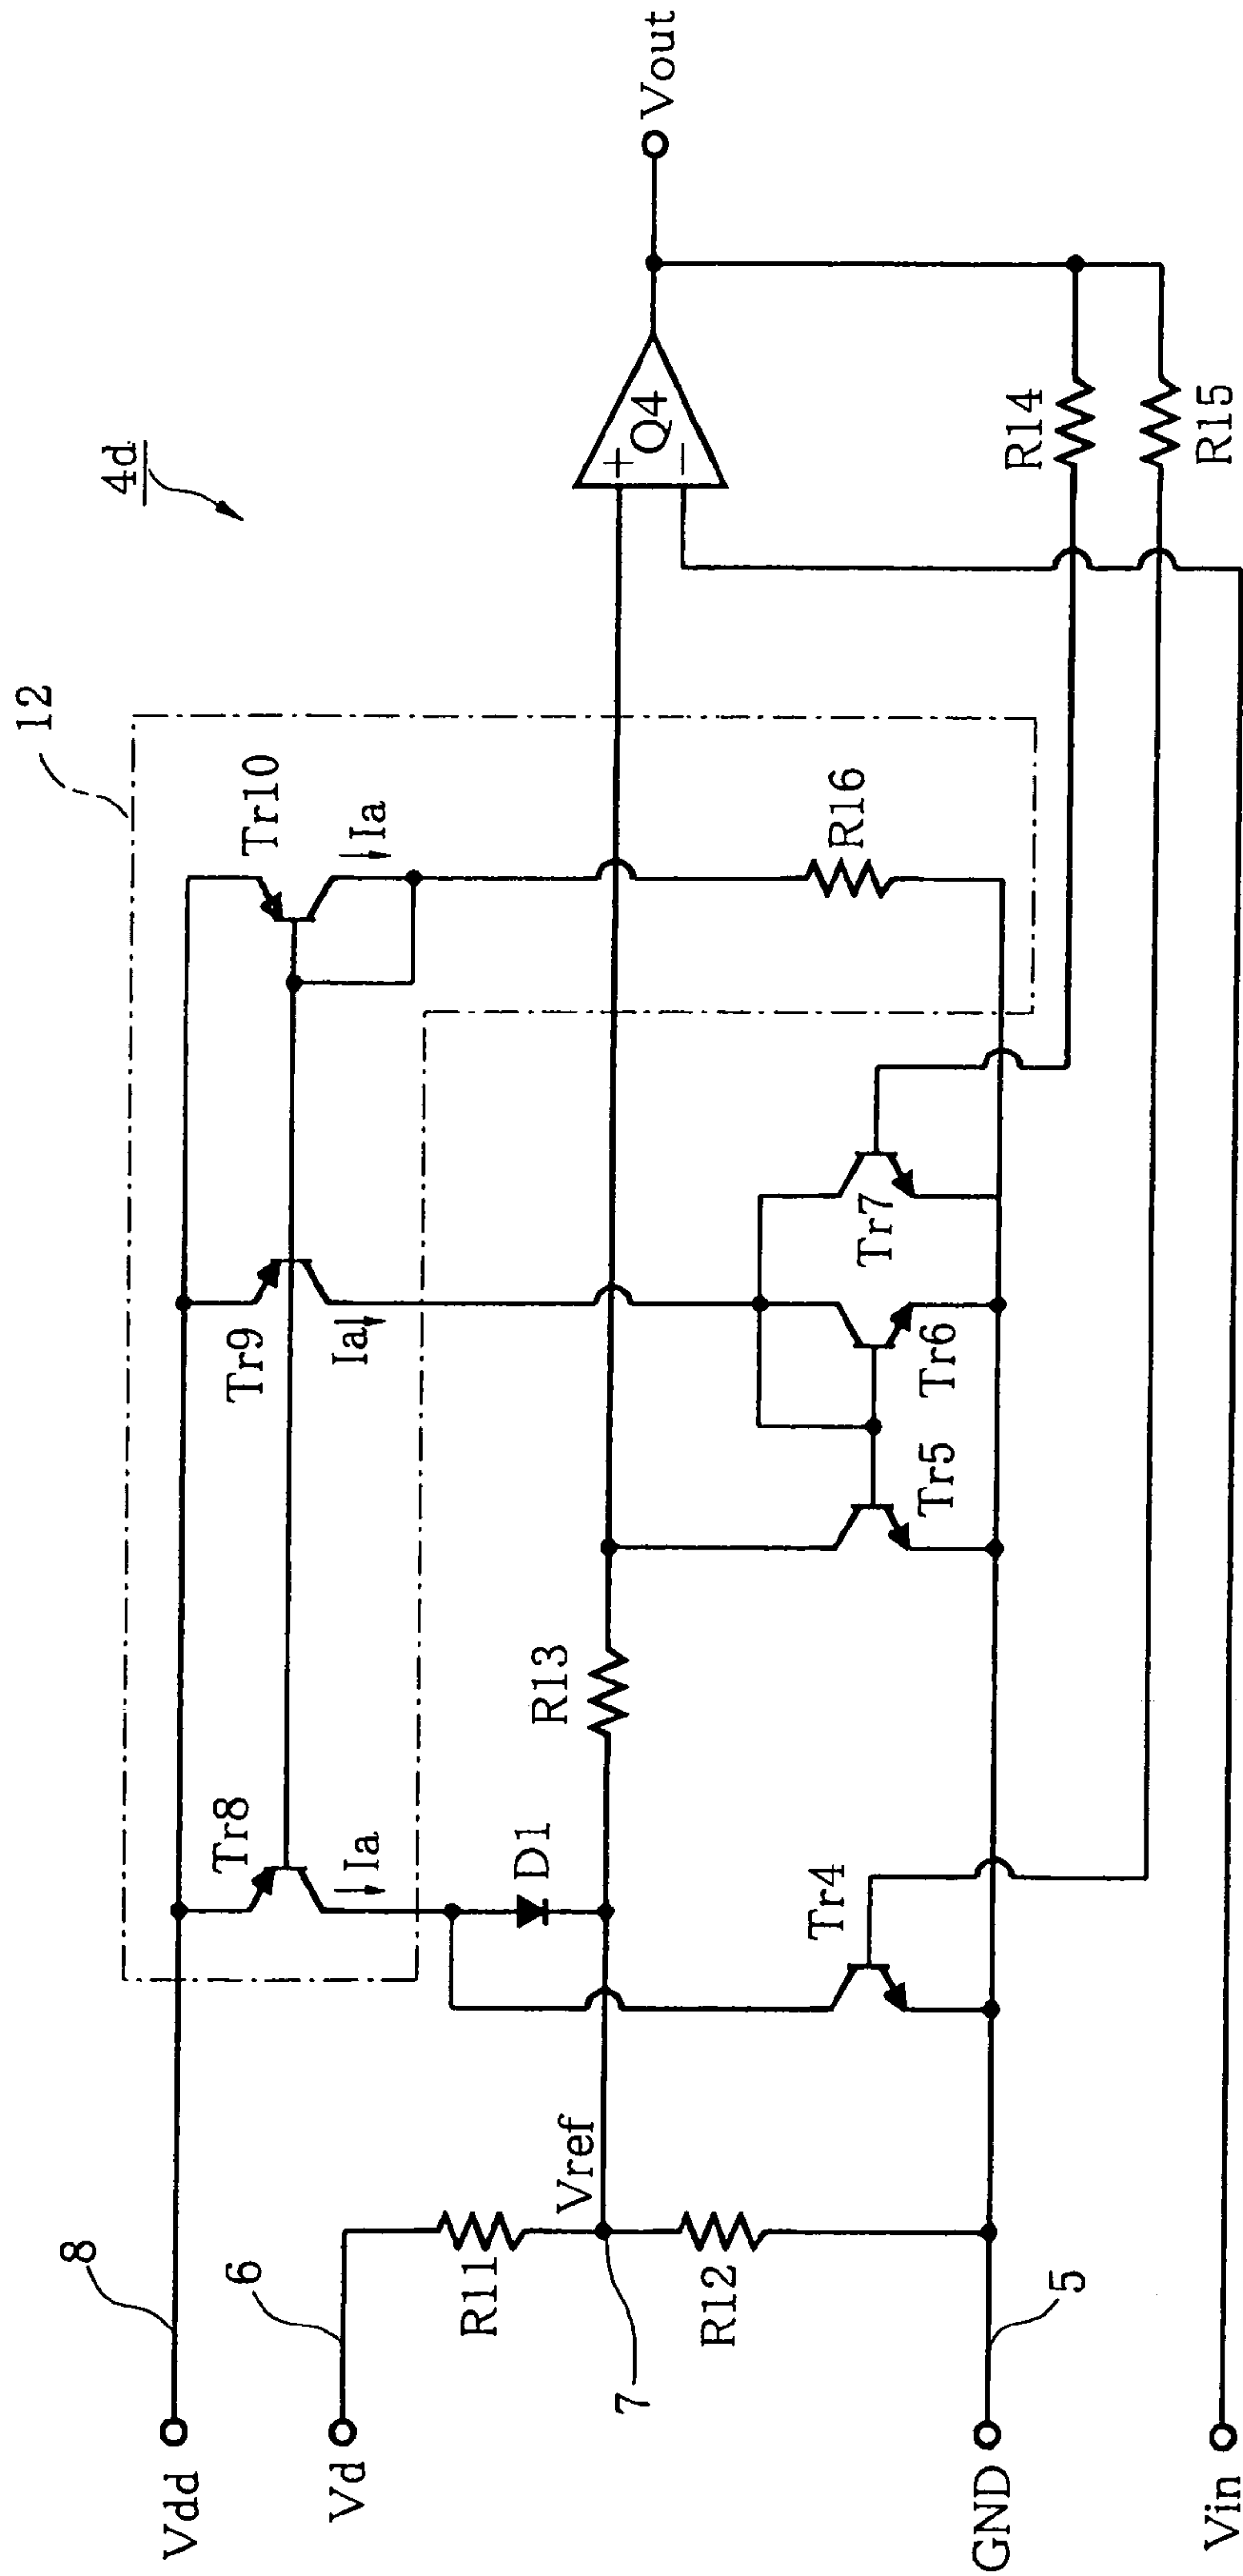 4d
12
8
Vdd
Tr8
Tr9
Tr10
Ia
Ia
Ia
6
Vd
R11
Vref
D1
R13
+
Q4
−
Vout
7
R12
Tr4
Tr5
Tr6
Tr7
R16
R14
R15
GND
5
Vin